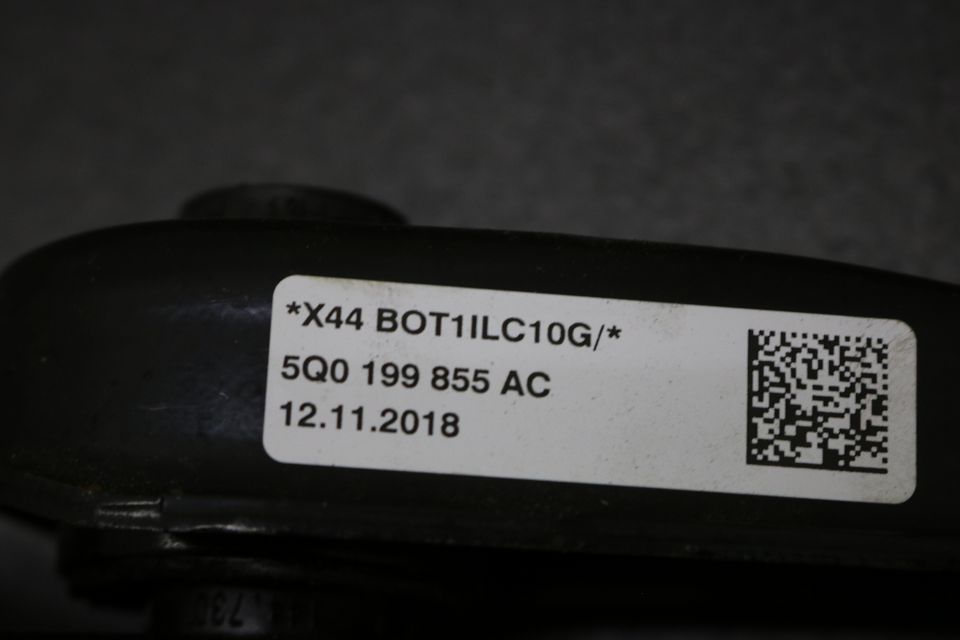 *X44 BOT1ILC10G/*
5Q0 199 855 AC
12.11.2018